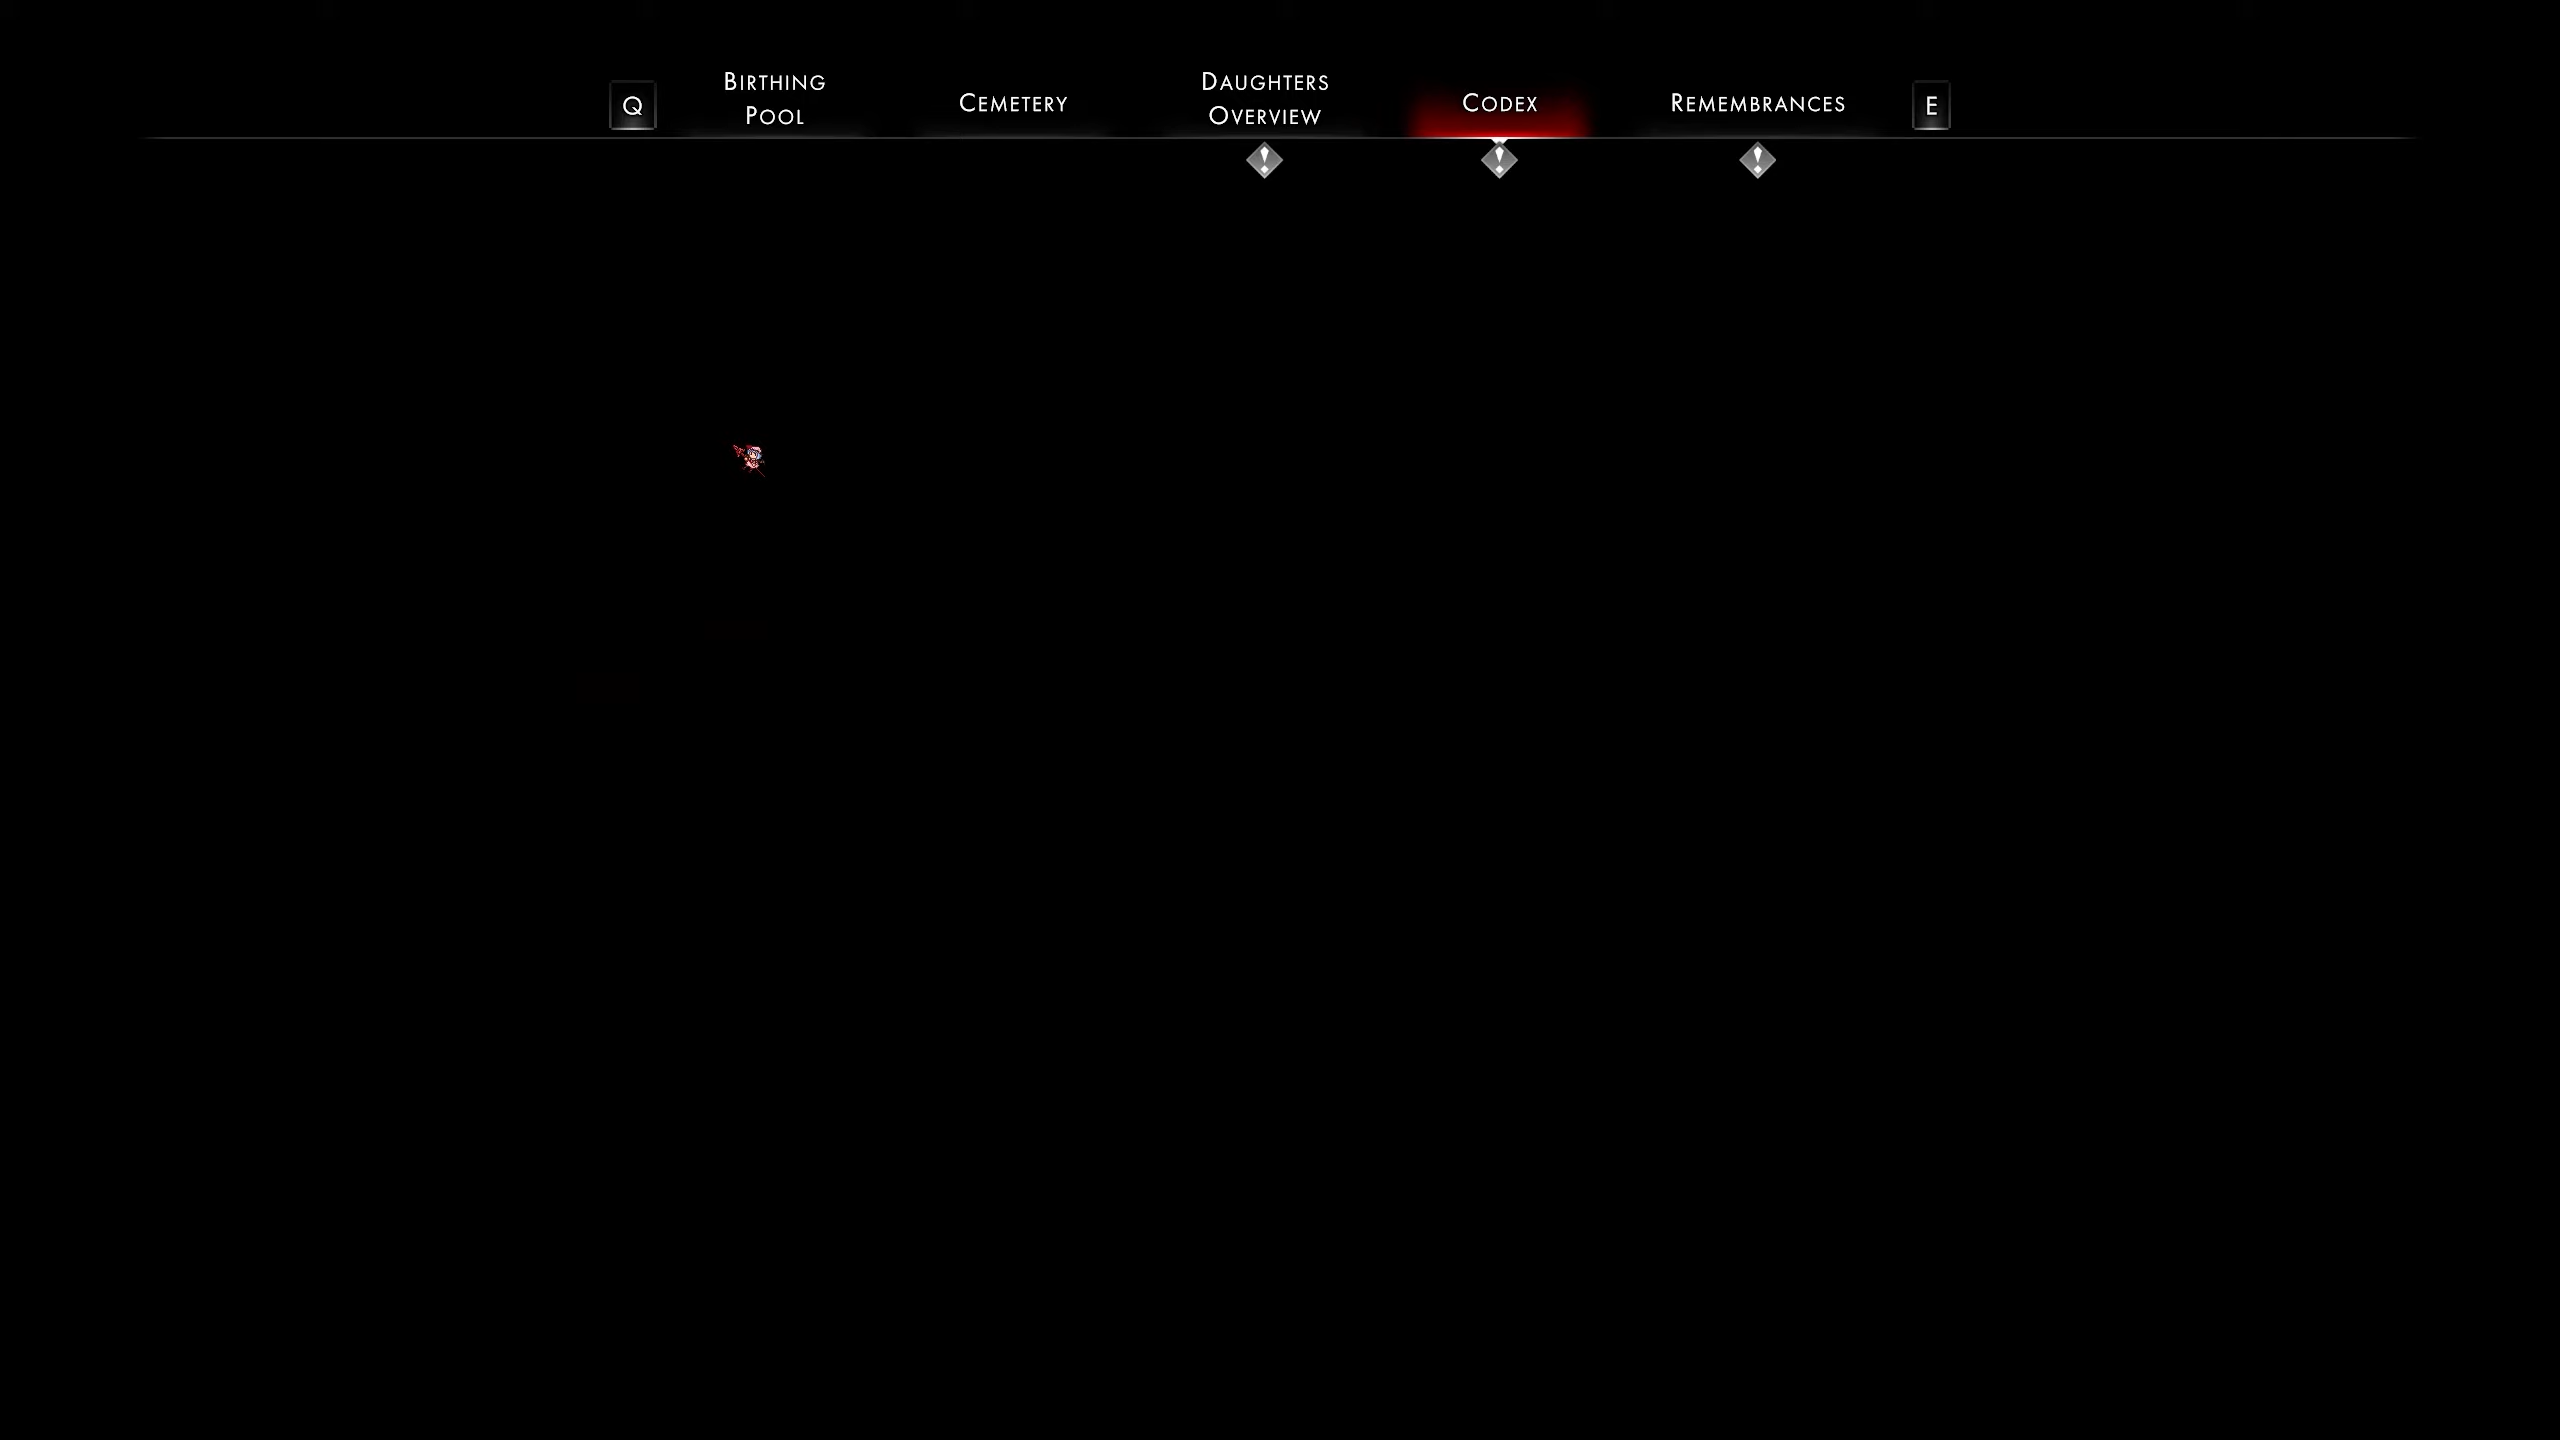 Q
Birthing
Pool
Cemetery
Daughters
Overview
Codex
Remembrances
E